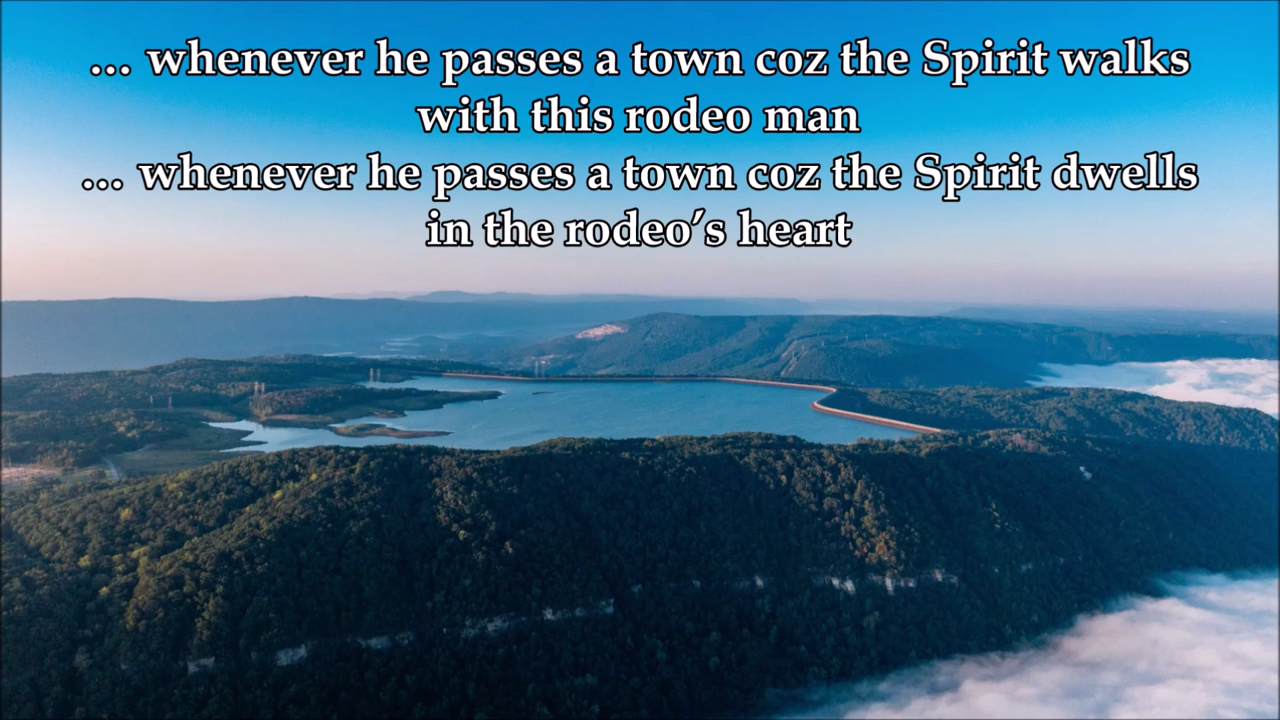 ... whenever he passes a town coz the Spirit walks
with this rodeo man
... whenever he passes a town coz the Spirit dwells
in the rodeo’s heart